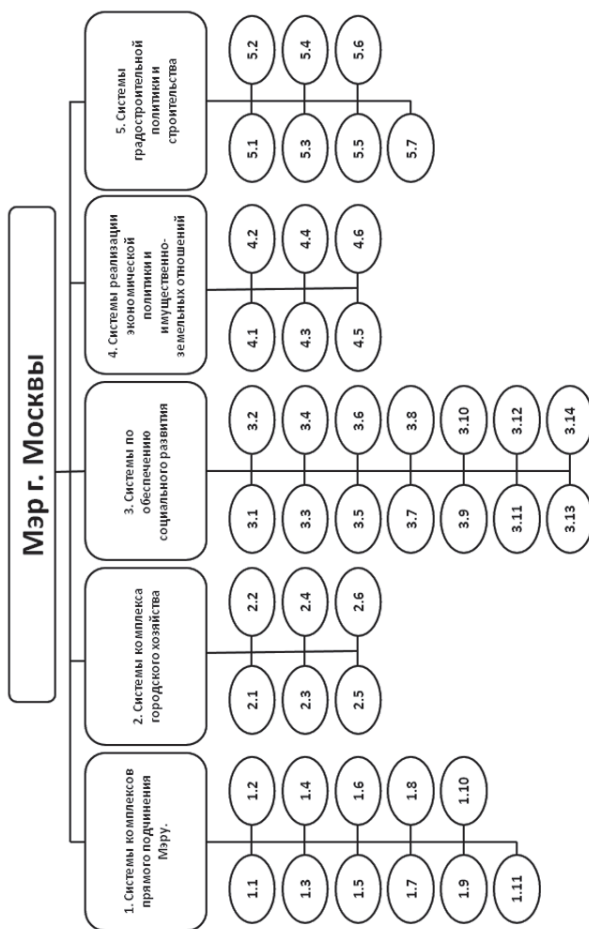 Мэр г. Москвы
1. Системы комплексов
прямого подчинения
Мэру.
1.1
1.2
1.3
1.4
1.5
1.6
1.7
1.8
1.9
1.10
1.11
2. Системы комплекса
городского хозяйства
2.1
2.2
2.3
2.4
2.5
2.6
3. Системы по
обеспечению
социального развития
3.1
3.2
3.3
3.4
3.5
3.6
3.7
3.8
3.9
3.10
3.11
3.12
3.13
3.14
4. Системы реализации
экономической
политики и
имущественно-
земельных отношений
4.1
4.2
4.3
4.4
4.5
4.6
5. Системы
градостроительной
политики и
строительства
5.1
5.2
5.3
5.4
5.5
5.6
5.7